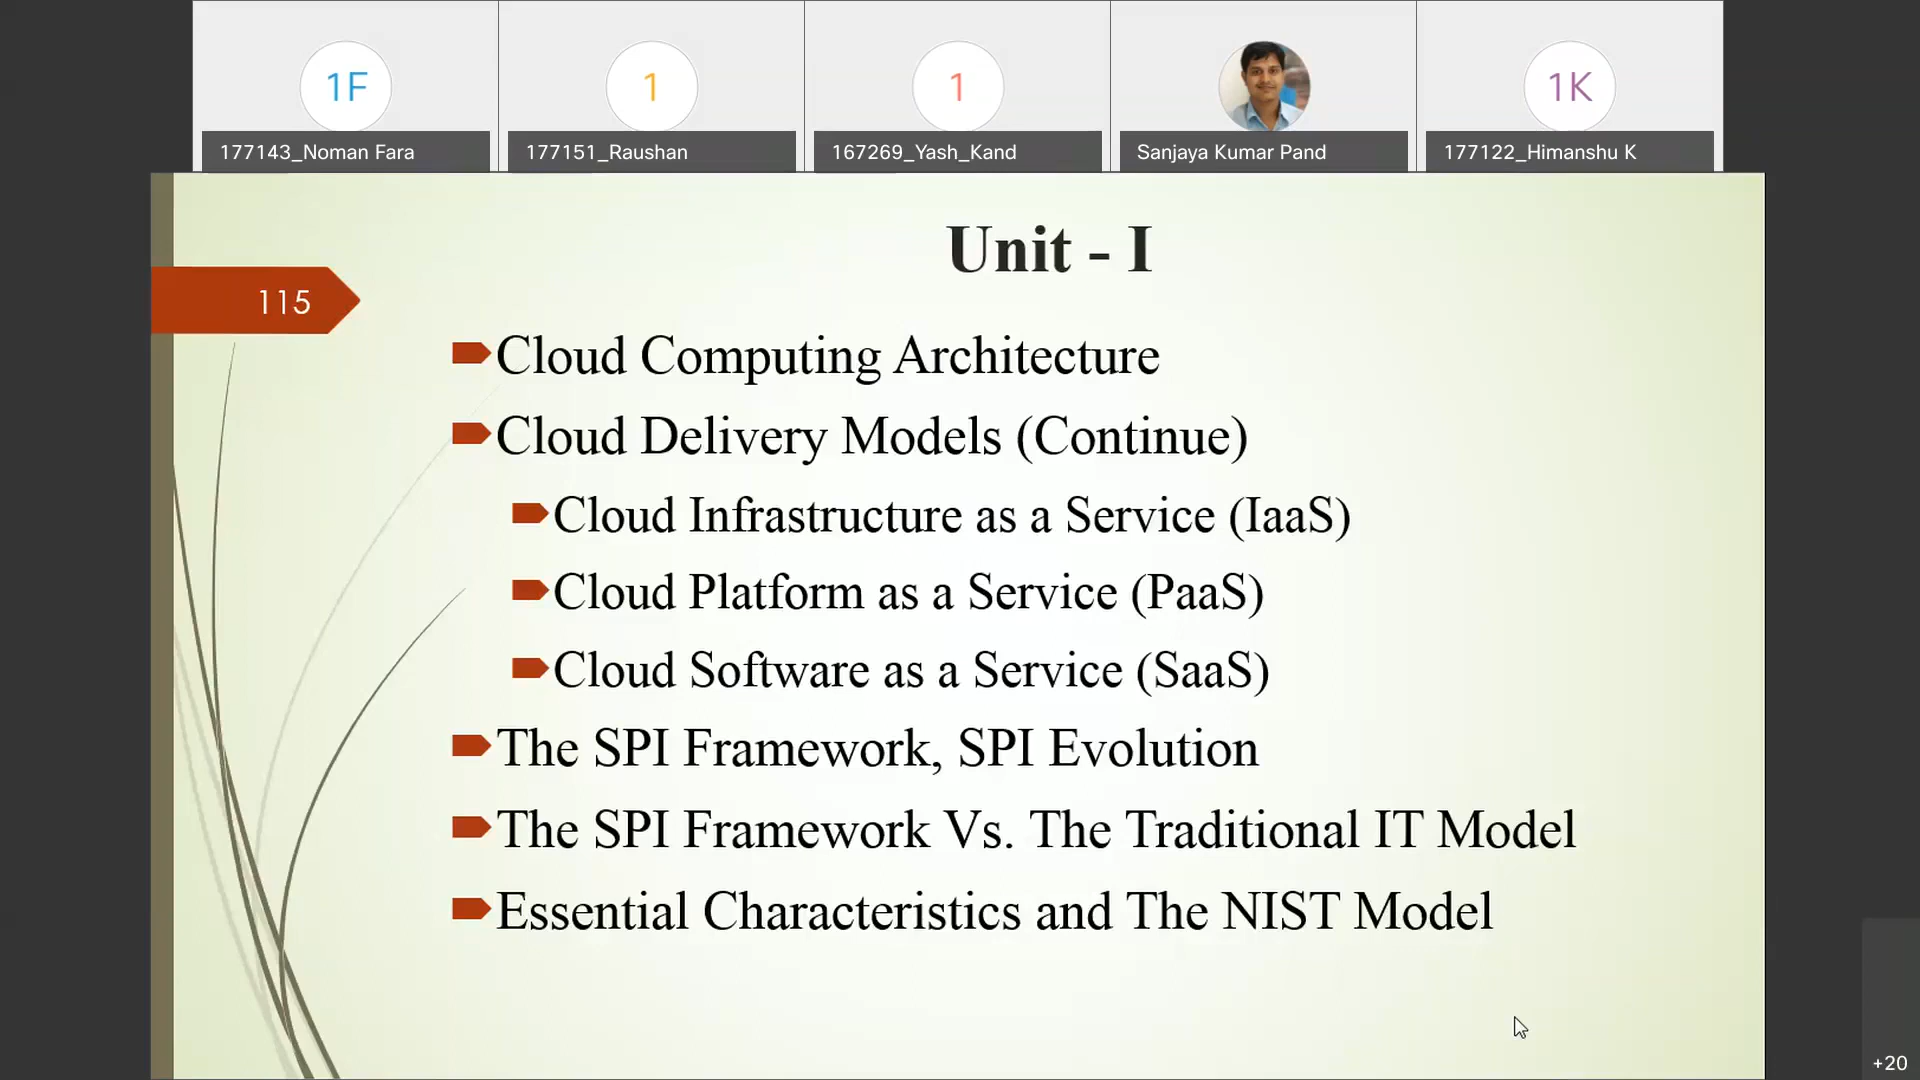 1F
1
1
1K
177143_Noman Fara
177151_Raushan
167269_Yash_Kand
Sanjaya Kumar Pand
177122_Himanshu K
Unit - I
115
Cloud Computing Architecture
Cloud Delivery Models (Continue)
Cloud Infrastructure as a Service (IaaS)
Cloud Platform as a Service (PaaS)
Cloud Software as a Service (SaaS)
The SPI Framework, SPI Evolution
The SPI Framework Vs. The Traditional IT Model
Essential Characteristics and The NIST Model
+20